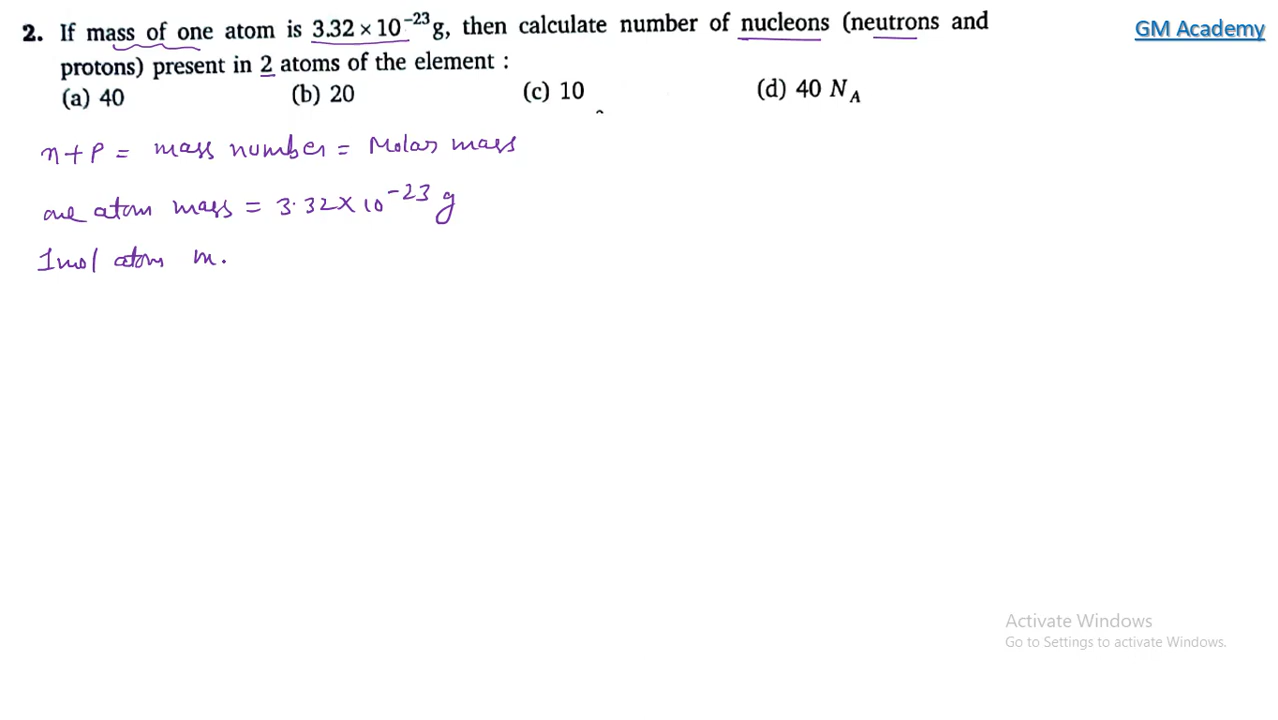 2. If mass of one atom is 3.32 × 10⁻²³ g, then calculate number of nucleons (neutrons and
GM Academy
protons) present in 2 atoms of the element :
(a) 40 (b) 20 (c) 10 (d) 40 N_A
n + P = mass number = Molar mass
one atom mass = 3.32 × 10⁻²³ g
1mol atom m.
Activate Windows
Go to Settings to activate Windows.